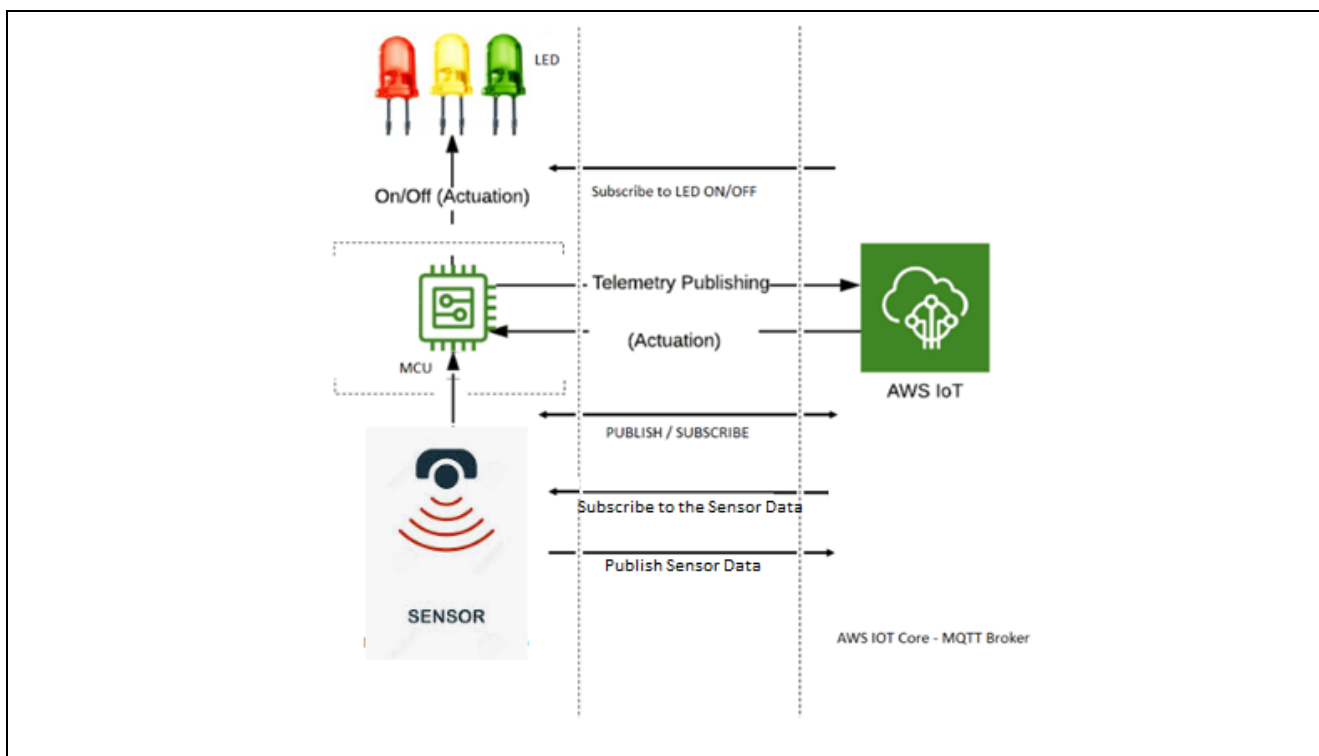 LED
On/Off (Actuation)
Subscribe to LED ON/OFF
Telemetry Publishing
(Actuation)
MCU
AWS IoT
PUBLISH / SUBSCRIBE
Subscribe to the Sensor Data
Publish Sensor Data
SENSOR
AWS IOT Core - MQTT Broker